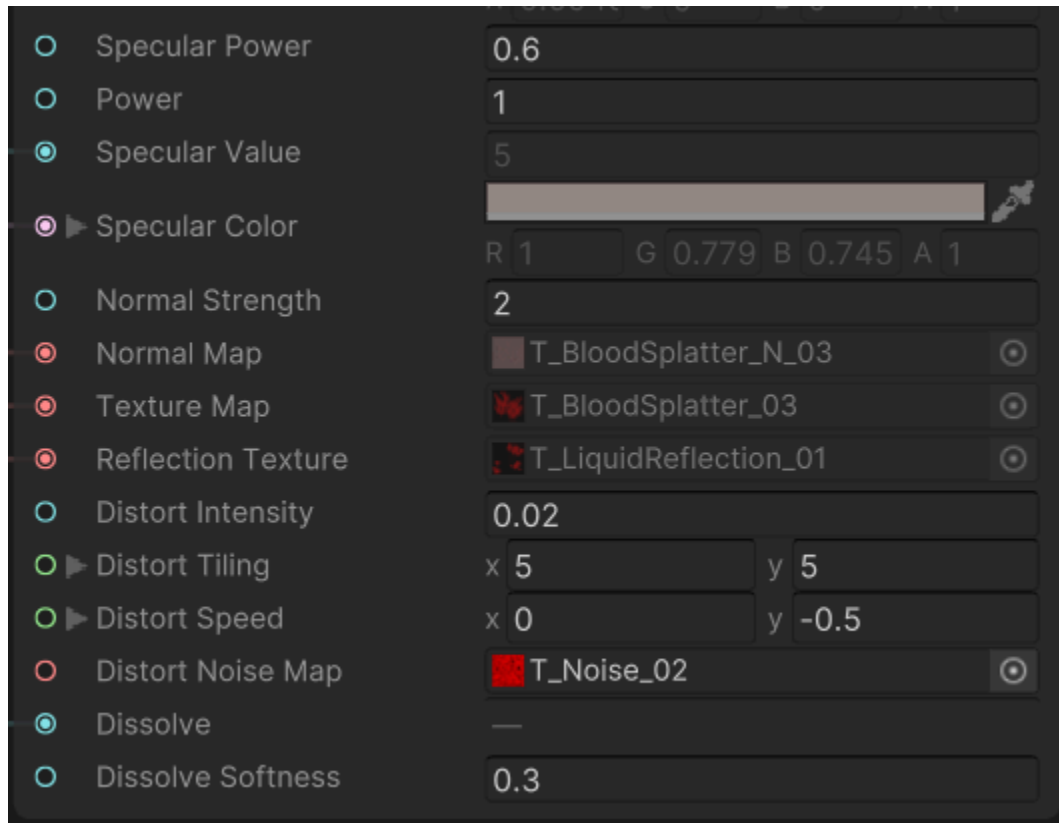 Specular Power 0.6
Power 1
Specular Value 5
Specular Color
R 1 G 0.779 B 0.745 A 1
Normal Strength 2
Normal Map T_BloodSplatter_N_03
Texture Map T_BloodSplatter_03
Reflection Texture T_LiquidReflection_01
Distort Intensity 0.02
Distort Tiling x 5 y 5
Distort Speed x 0 y -0.5
Distort Noise Map T_Noise_02
Dissolve —
Dissolve Softness 0.3